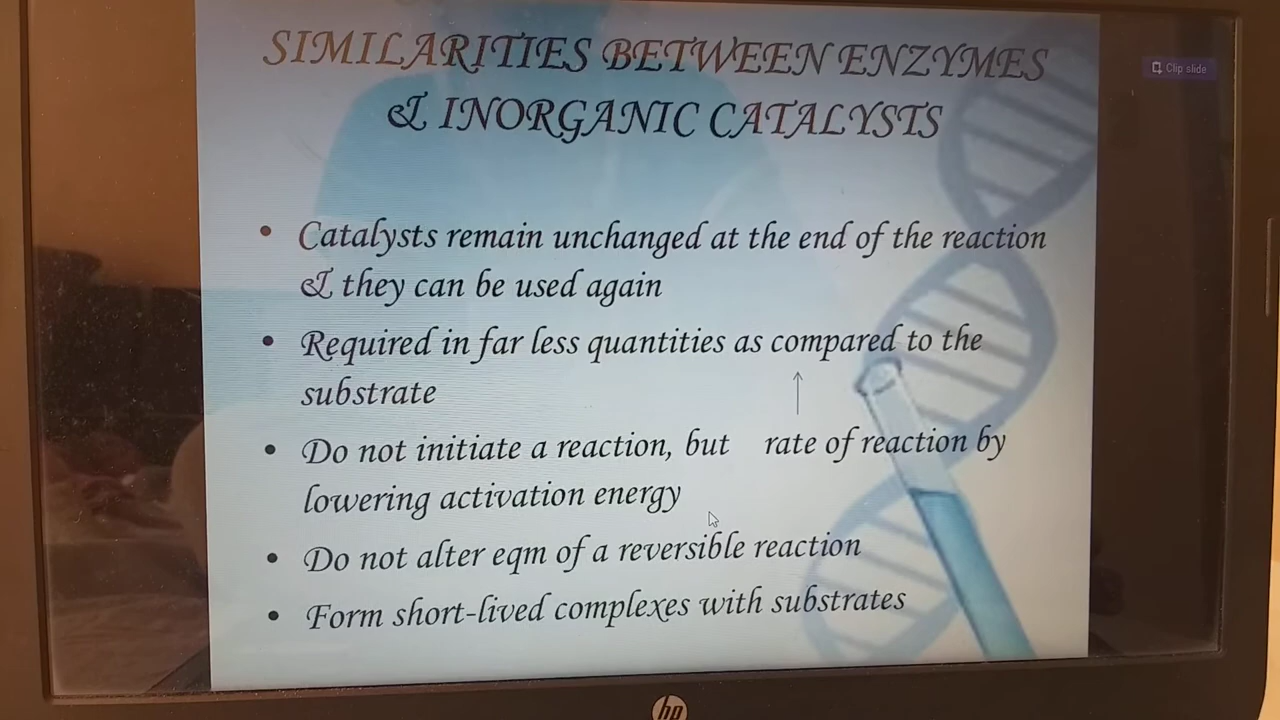 SIMILARITIES BETWEEN ENZYMES
& INORGANIC CATALYSTS
Clip slide
• Catalysts remain unchanged at the end of the reaction
& they can be used again
• Required in far less quantities as compared to the
substrate
↑
• Do not initiate a reaction, but rate of reaction by
lowering activation energy
• Do not alter eqm of a reversible reaction
• Form short-lived complexes with substrates
hp